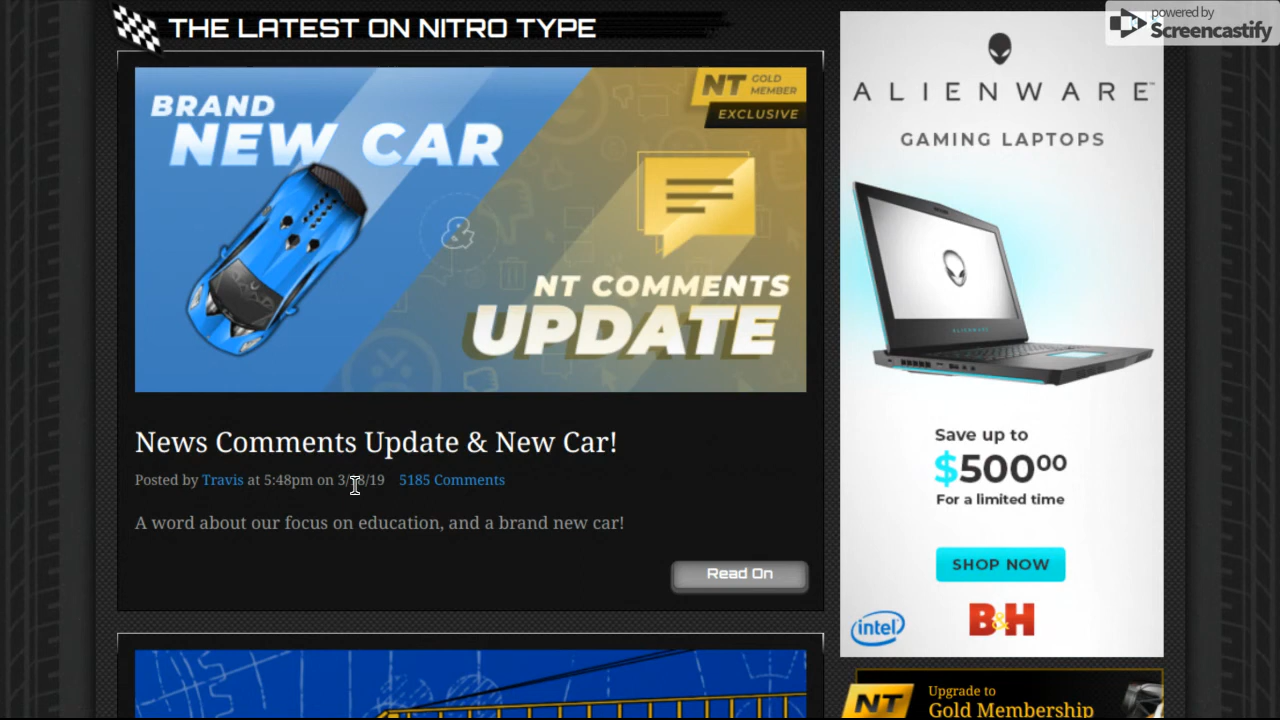 THE LATEST ON NITRO TYPE
BRAND
NEW CAR
&
NT GOLD MEMBER
EXCLUSIVE
NT COMMENTS
UPDATE
News Comments Update & New Car!
Posted by Travis at 5:48pm on 5185 Comments
A word about our focus on education, and a brand new car!
Read On
powered by
Screencastify
ALIENWARE™
GAMING LAPTOPS
ALIENWARE
Save up to
$500⁰⁰
For a limited time
SHOP NOW
intel
B&H
NT
Upgrade to
Gold Membership